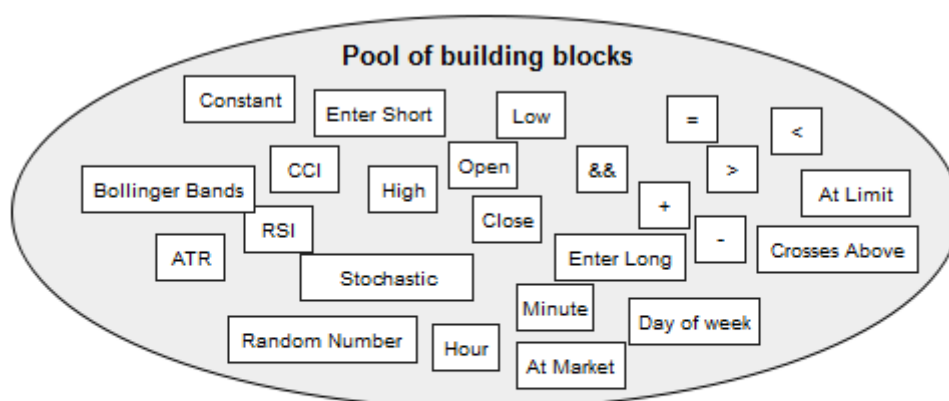 Pool of building blocks
Constant
Enter Short
Low
=
<
CCI
Open
&&
>
Bollinger Bands
High
At Limit
RSI
Close
+
-
ATR
Stochastic
Enter Long
Crosses Above
Minute
Day of week
Random Number
Hour
At Market